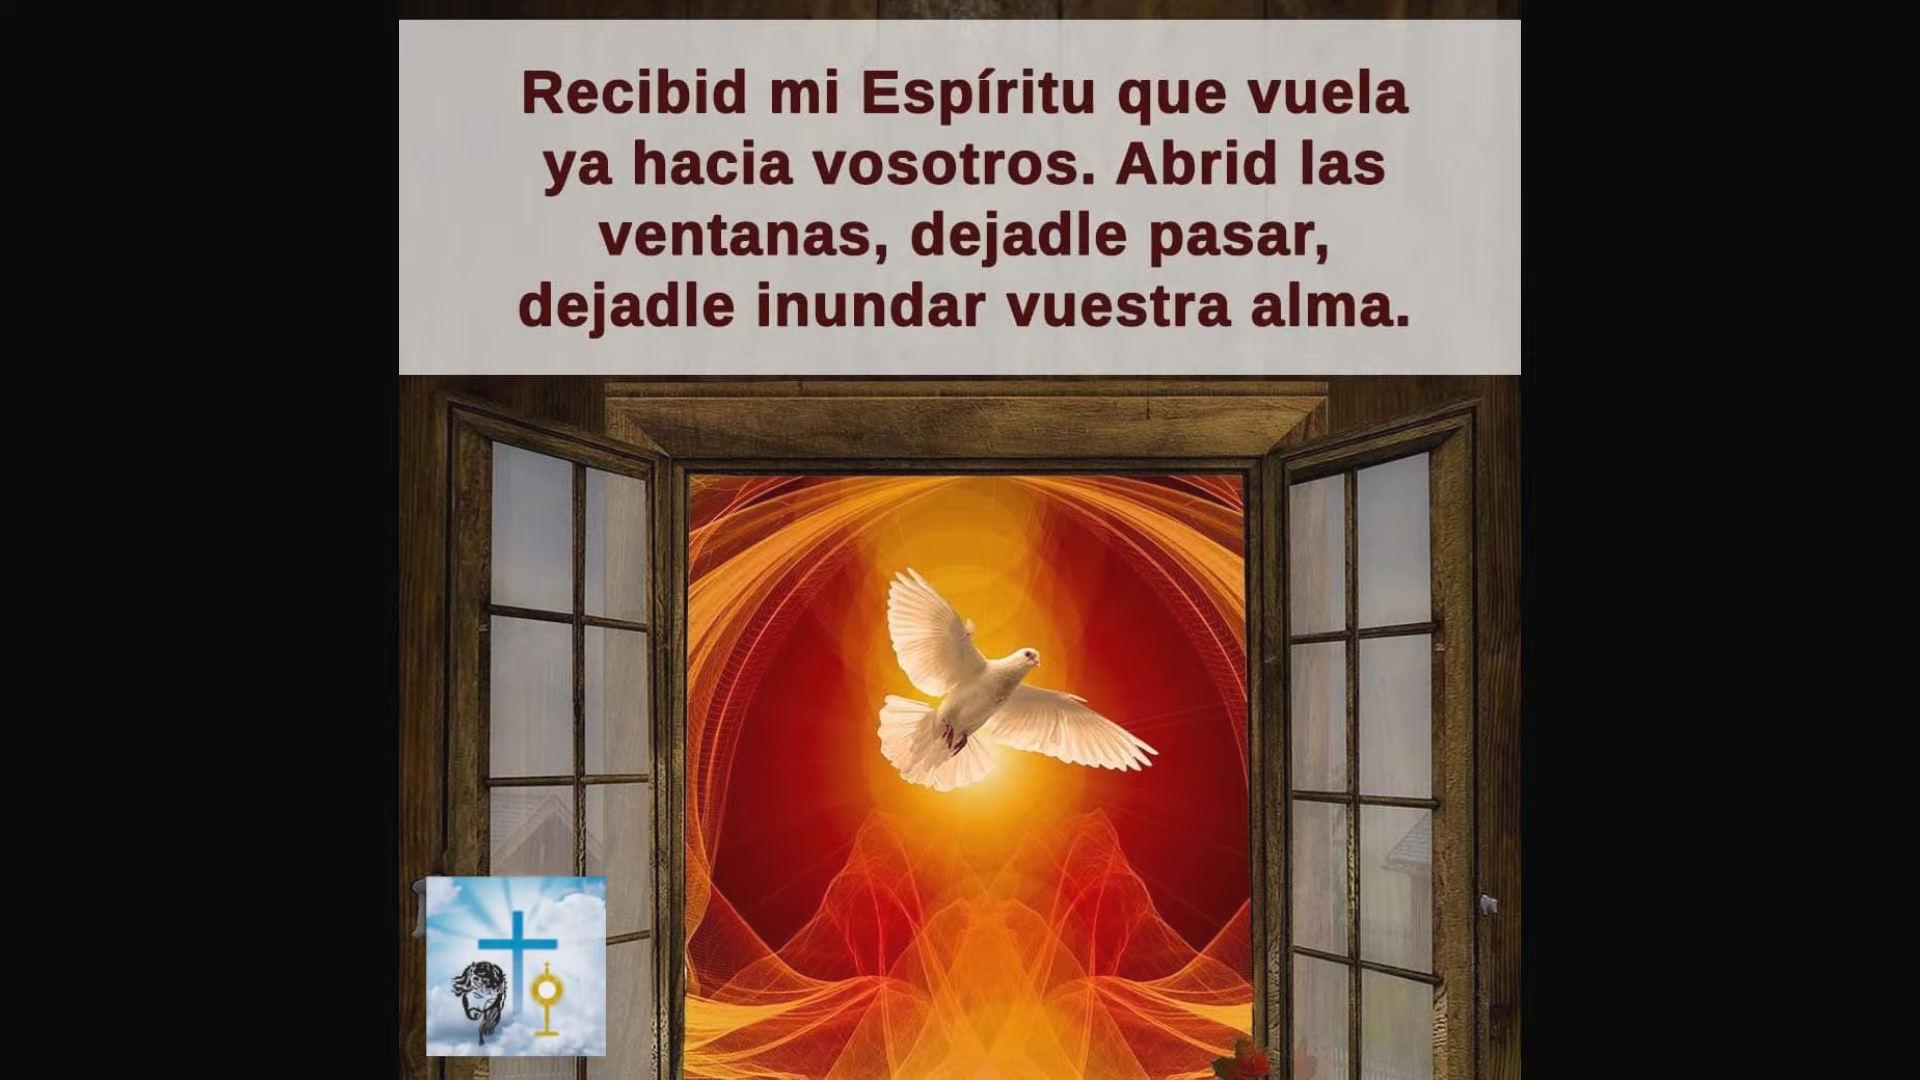 Recibid mi Espíritu que vuela
ya hacia vosotros. Abrid las
ventanas, dejadle pasar,
dejadle inundar vuestra alma.